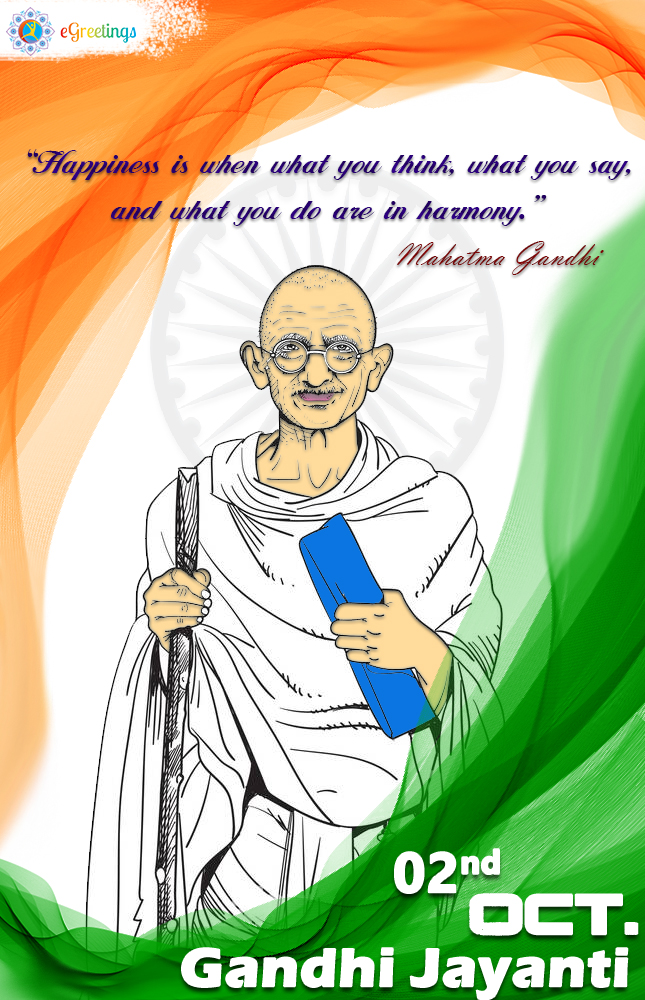 eGreetings
“Happiness is when what you think, what you say,
and what you do are in harmony.”
Mahatma Gandhi
02nd
OCT.
Gandhi Jayanti